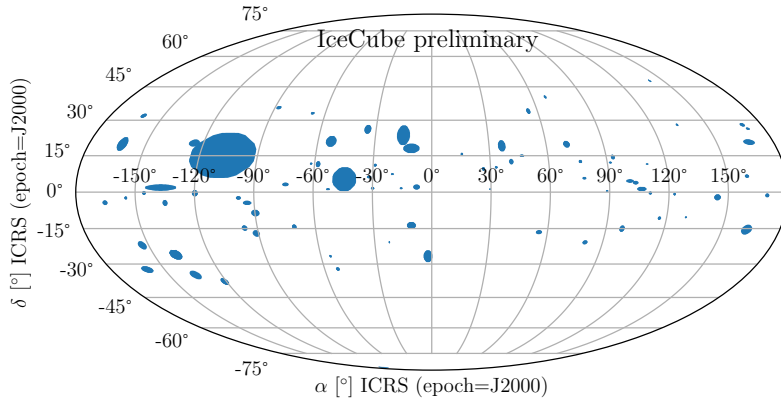 75°
60°
IceCube preliminary
45°
30°
15°
-150° -120° -90° -60° -30° 0° 30° 60° 90° 120° 150°
0°
-15°
-30°
-45°
-60°
-75°
δ [°] ICRS (epoch=J2000)
α [°] ICRS (epoch=J2000)